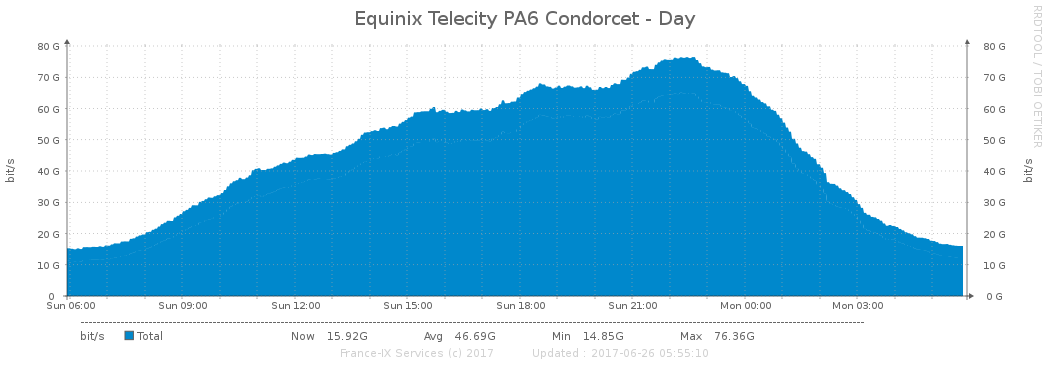 Equinix Telecity PA6 Condorcet - Day
RRDTOOL / TOBI OETIKER
80 G 80 G
70 G 70 G
60 G 60 G
50 G 50 G
40 G 40 G
30 G 30 G
20 G 20 G
10 G 10 G
0 0 G
bit/s
bit/s
Sun 06:00 Sun 09:00 Sun 12:00 Sun 15:00 Sun 18:00 Sun 21:00 Mon 00:00 Mon 03:00
bit/s Total Now 15.92G Avg 46.69G Min 14.85G Max 76.36G
France-IX Services (c) 2017 Updated : 2017-06-26 05:55:10